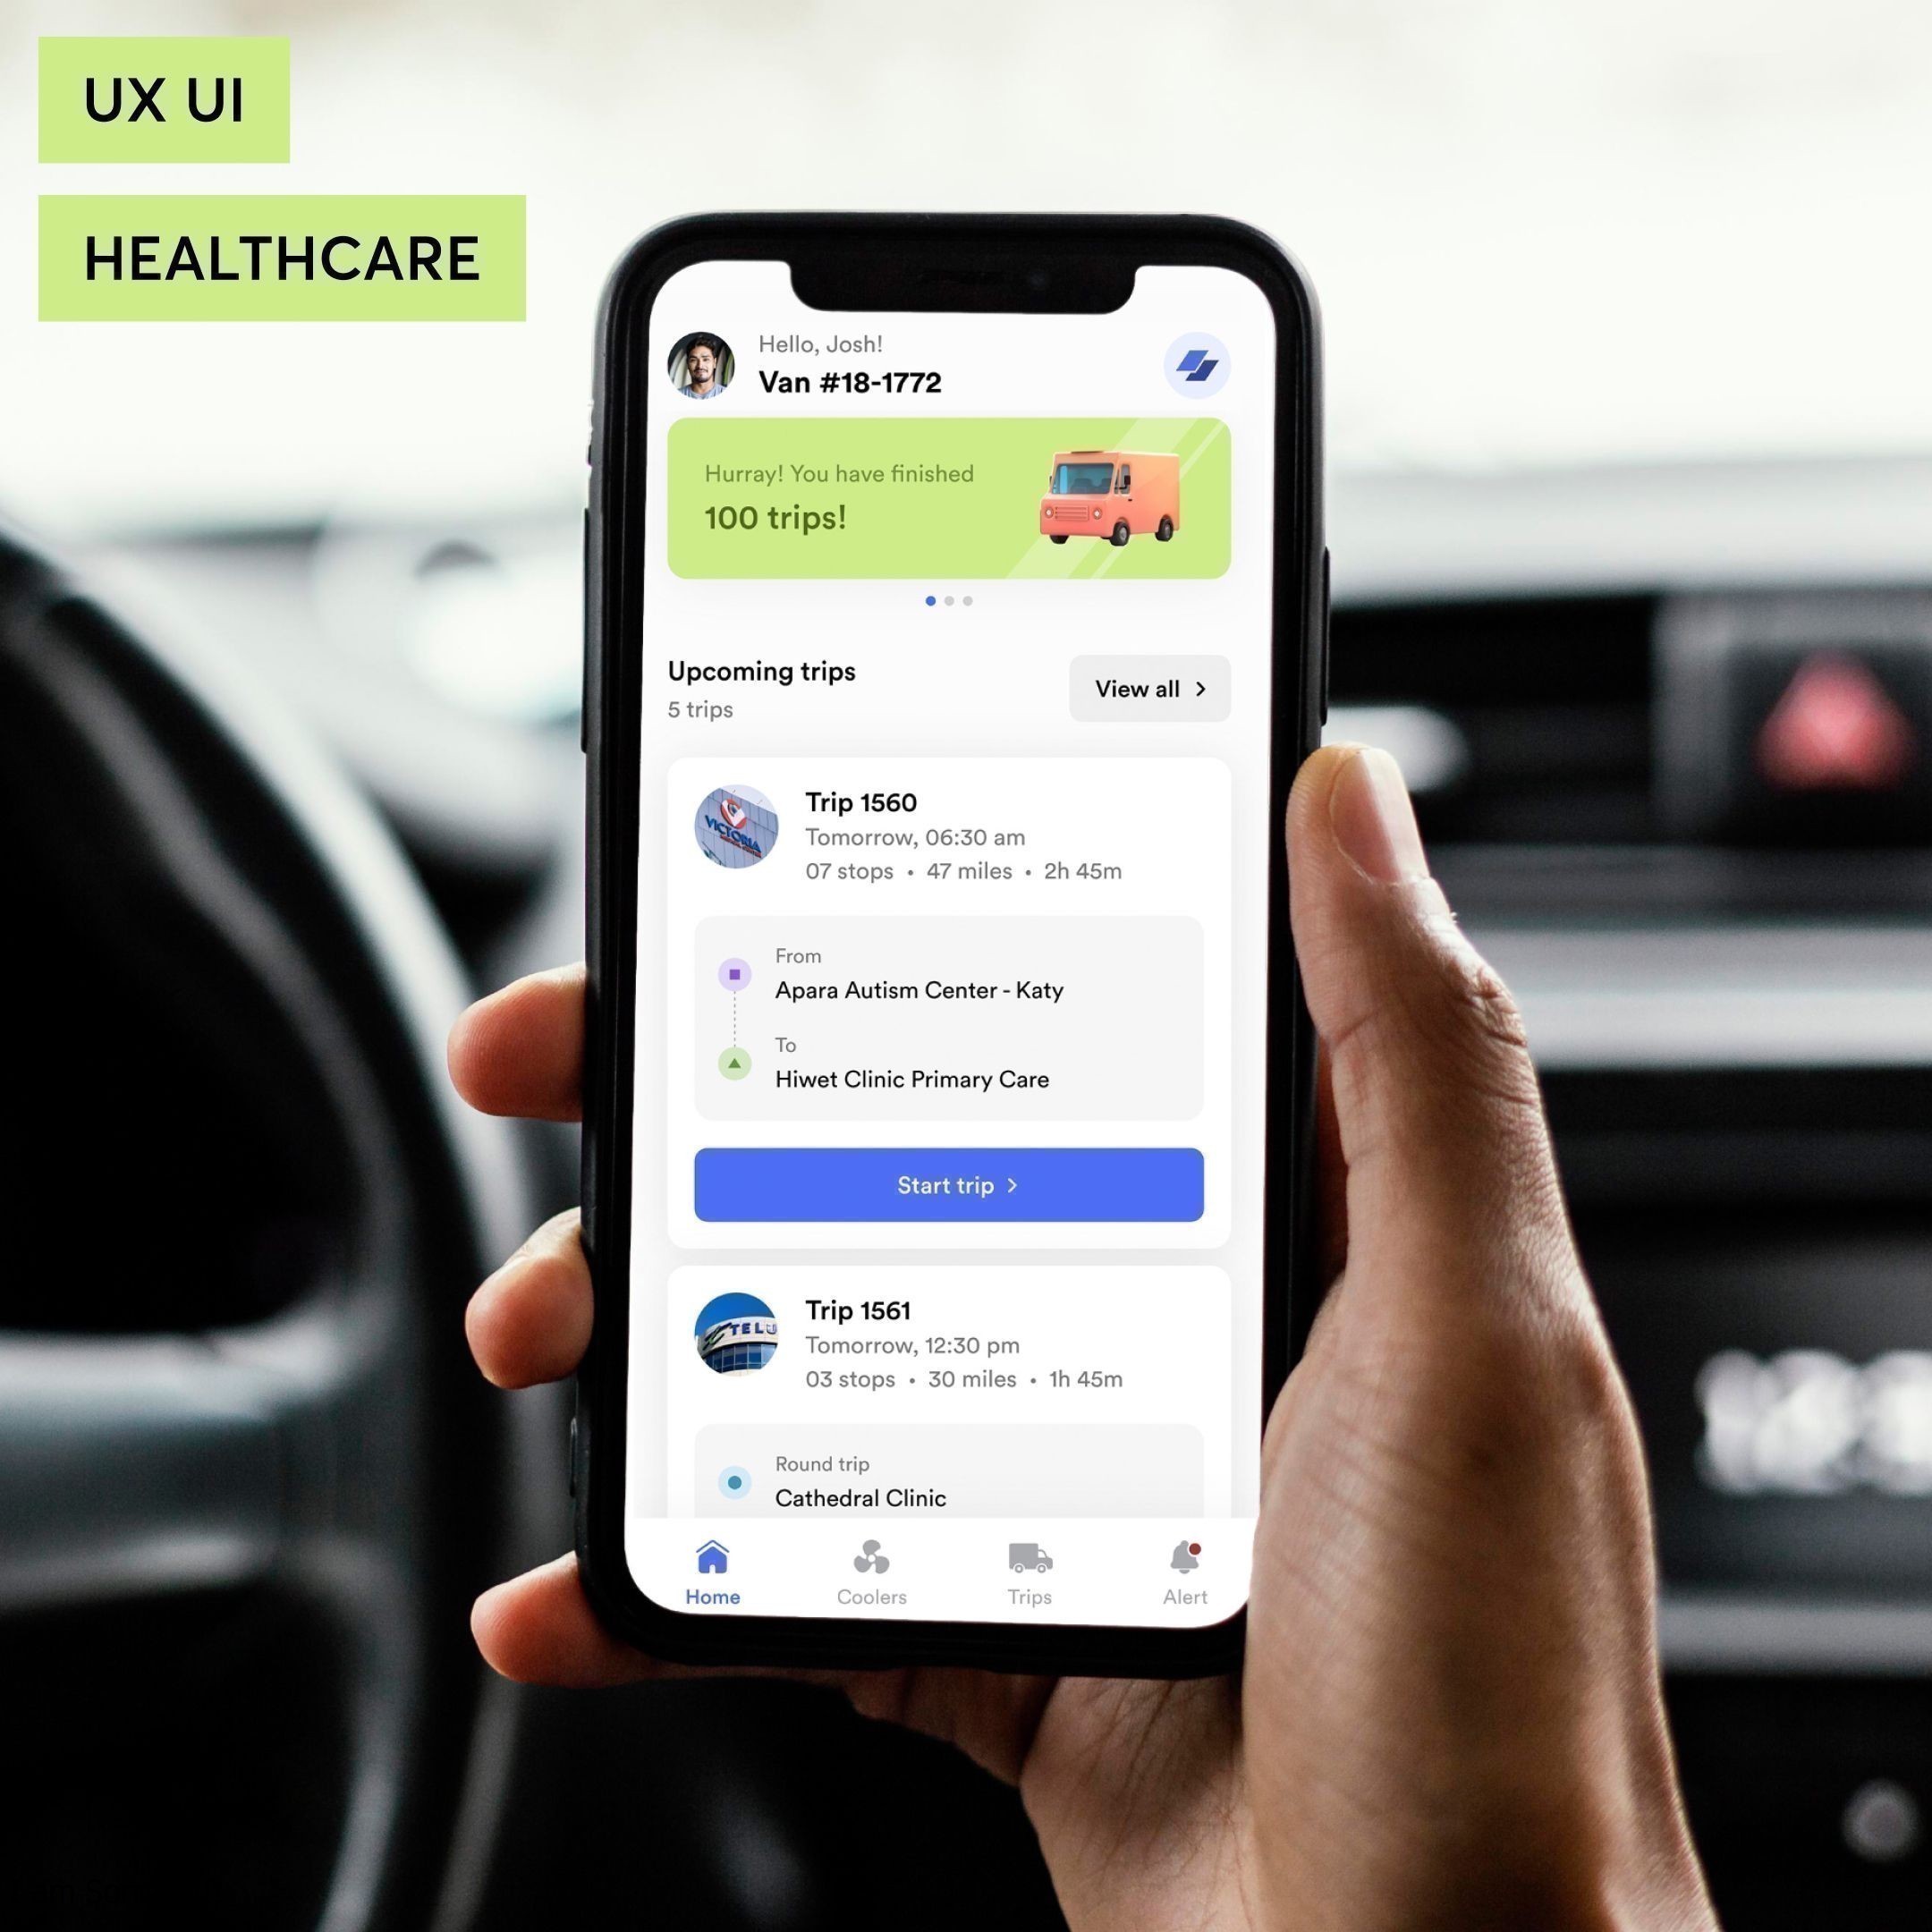 UX UI
HEALTHCARE
Hello, Josh!
Van #18-1772
Hurray! You have finished
100 trips!
Upcoming trips
5 trips
View all
VICTORIA
Trip 1560
Tomorrow, 06:30 am
07 stops • 47 miles • 2h 45m
From
Apara Autism Center - Katy
To
Hiwet Clinic Primary Care
Start trip
TELU
Trip 1561
Tomorrow, 12:30 pm
03 stops • 30 miles • 1h 45m
Round trip
Cathedral Clinic
Home
Coolers
Trips
Alert